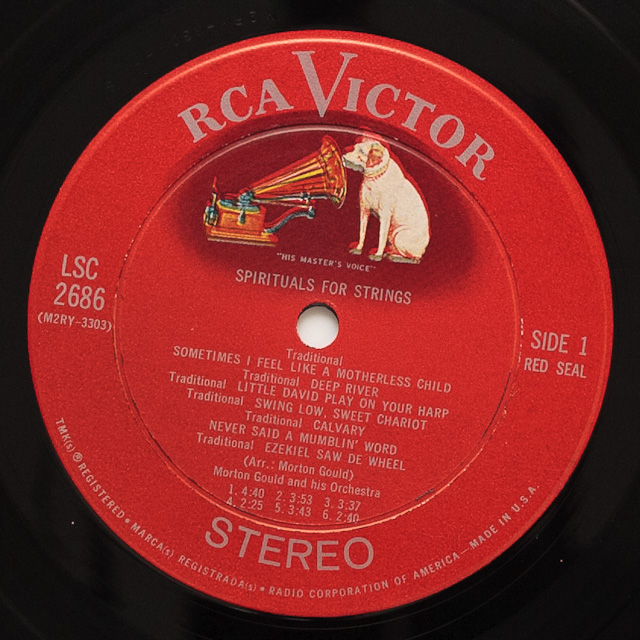 RCA VICTOR
"HIS MASTER'S VOICE"
SPIRITUALS FOR STRINGS
LSC
2686
(M2RY-3303)
SIDE 1
RED SEAL
Traditional
SOMETIMES I FEEL LIKE A MOTHERLESS CHILD
Traditional DEEP RIVER
Traditional LITTLE DAVID PLAY ON YOUR HARP
Traditional SWING LOW, SWEET CHARIOT
Traditional CALVARY
NEVER SAID A MUMBLIN' WORD
Traditional EZEKIEL SAW DE WHEEL
(Arr.: Morton Gould)
Morton Gould and his Orchestra
1. 4:40 2. 3:53 3. 3:37
4. 2:25 5. 3:43 6. 2:40
STEREO
TMK(s) ® REGISTERED • MARCA(s) REGISTRADA(s) • RADIO CORPORATION OF AMERICA—MADE IN U.S.A.